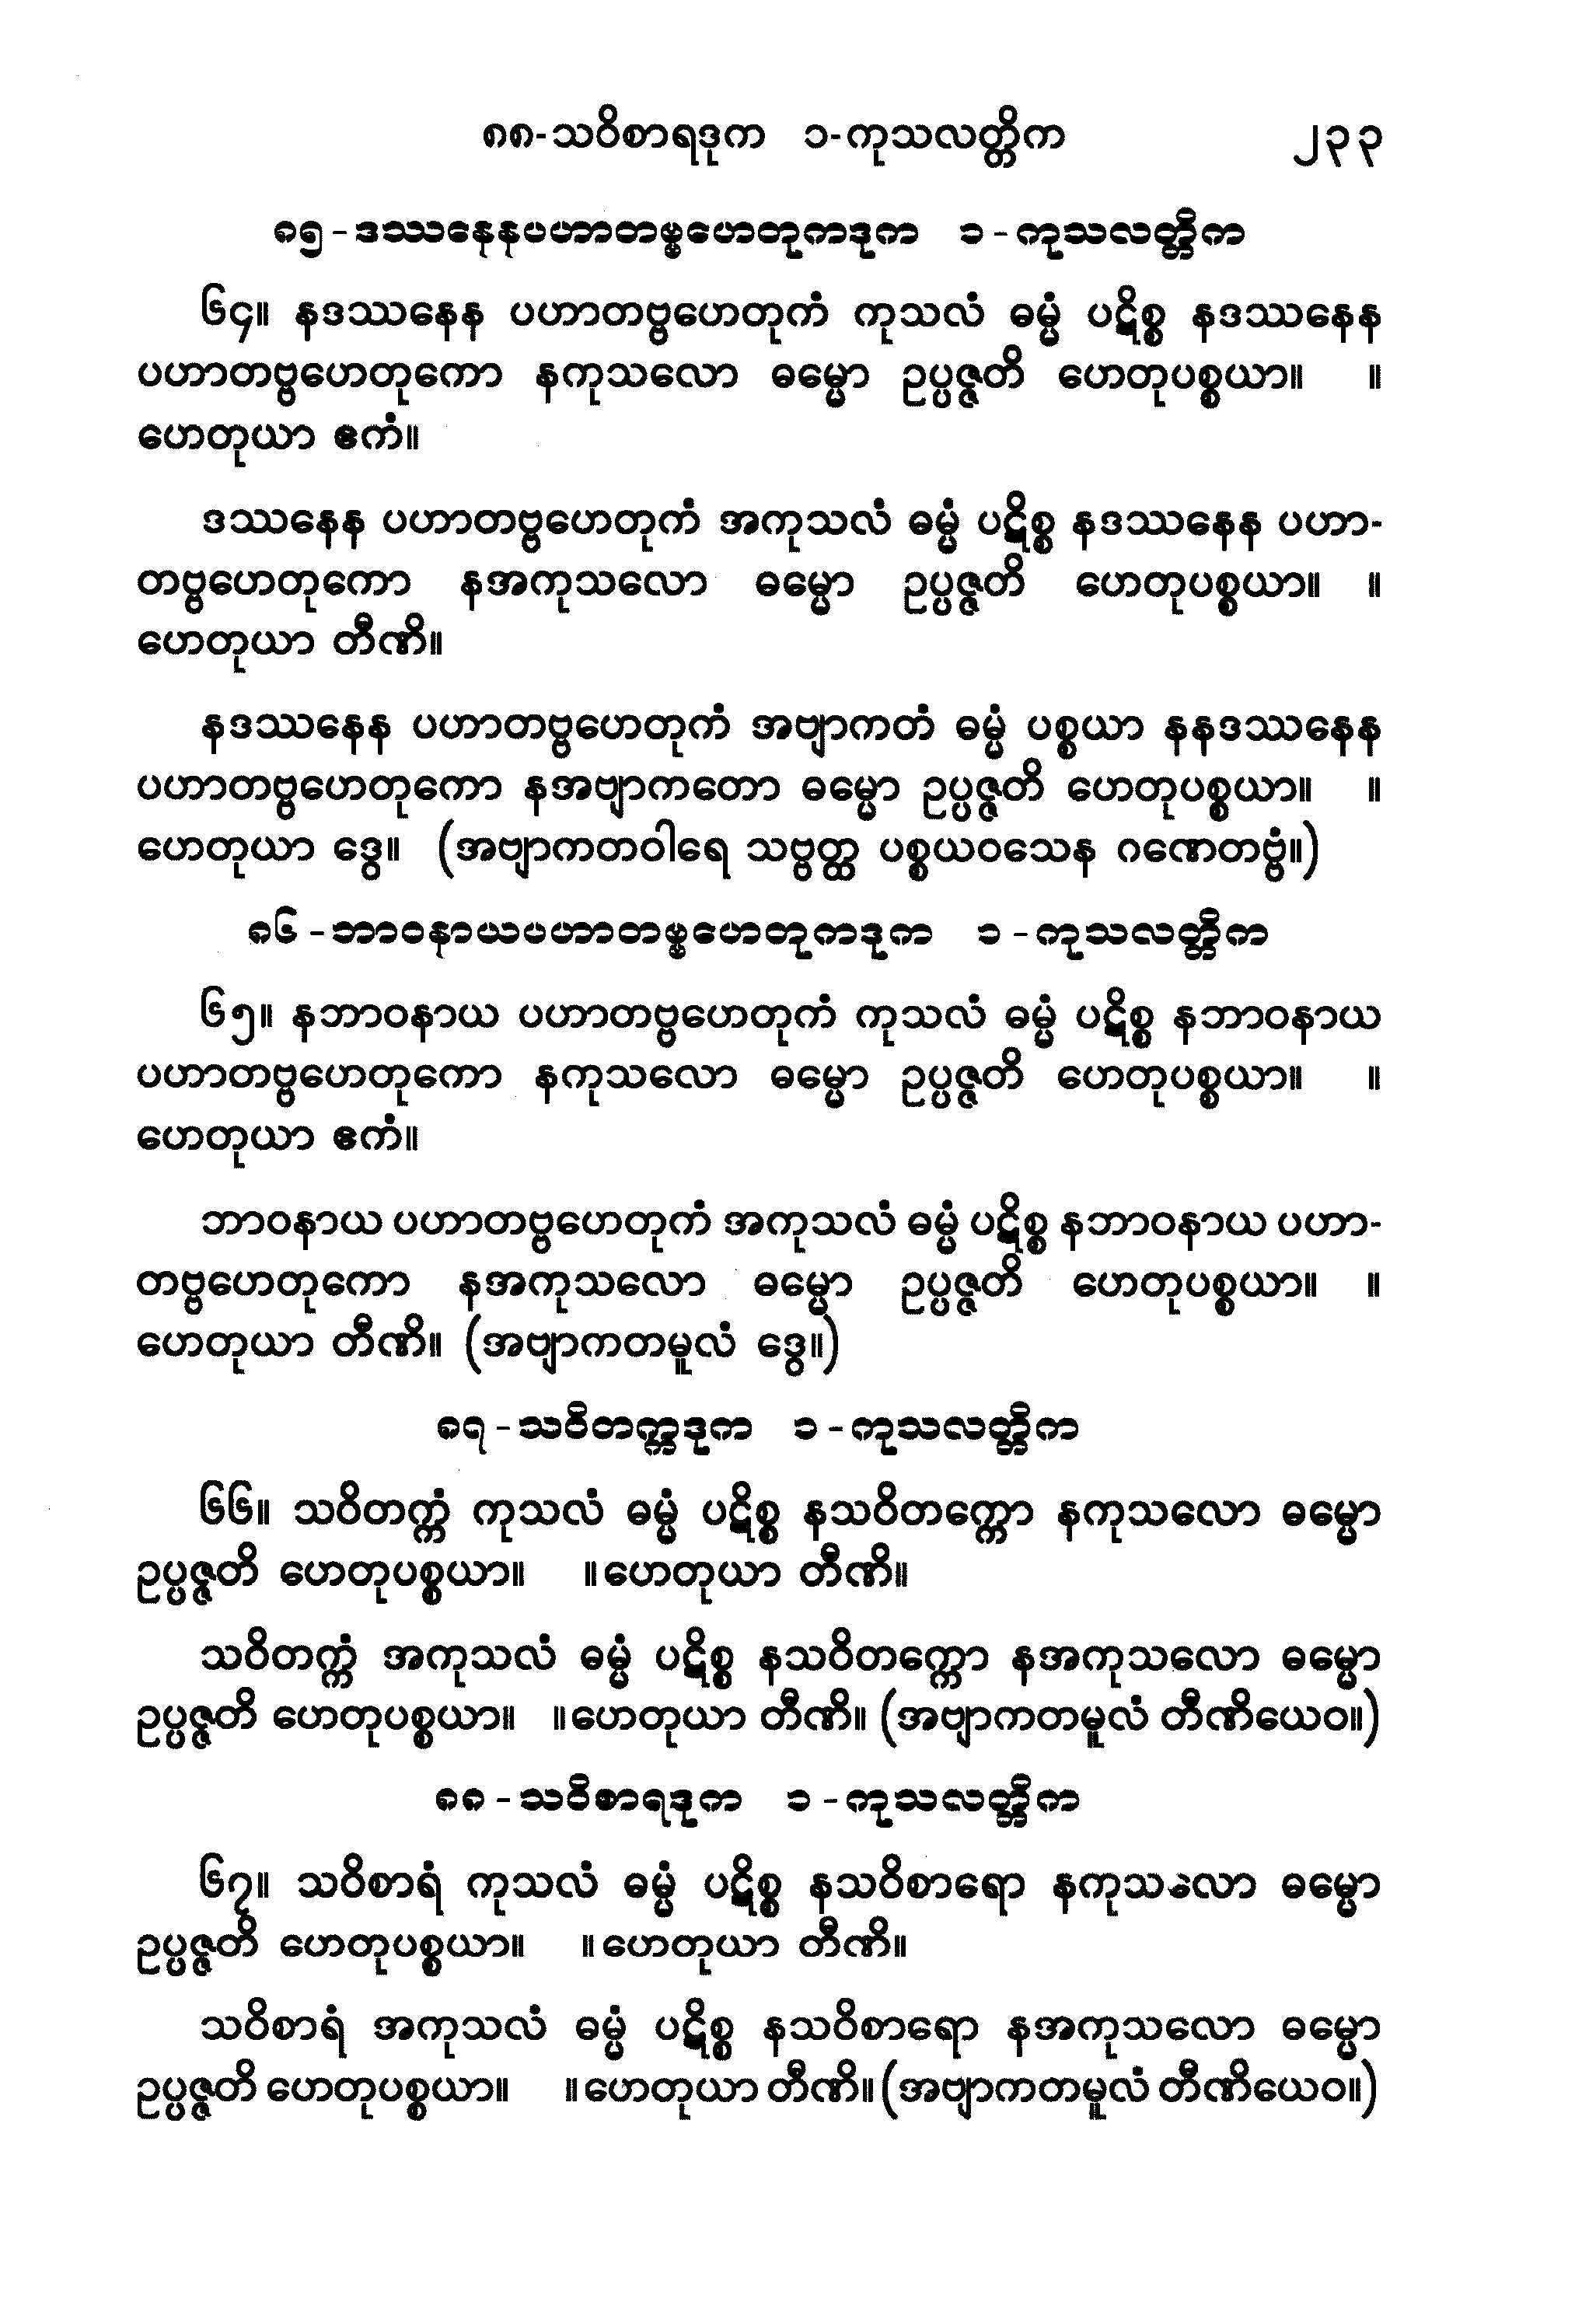 ၈၈-သဝိစာရဒုက ၁-ကုသလတ္တိက ၂၃၃
၈၅-ဒဿနေနပဟာတဗ္ဗဟေတုကဒုက ၁-ကုသလတ္တိက
၆၄။ နဒဿနေန ပဟာတဗ္ဗဟေတုကံ ကုသလံ ဓမ္မံ ပဋိစ္စ နဒဿနေန
ပဟာတဗ္ဗဟေတုကော နကုသလော ဓမ္မော ဥပ္ပဇ္ဇတိ ဟေတုပစ္စယာ။ ။
ဟေတုယာ ဧကံ။
ဒဿနေန ပဟာတဗ္ဗဟေတုကံ အကုသလံ ဓမ္မံ ပဋိစ္စ နဒဿနေန ပဟာ-
တဗ္ဗဟေတုကော နအကုသလော ဓမ္မော ဥပ္ပဇ္ဇတိ ဟေတုပစ္စယာ။ ။
ဟေတုယာ တီဏိ။
နဒဿနေန ပဟာတဗ္ဗဟေတုကံ အဗျာကတံ ဓမ္မံ ပစ္စယာ နနဒဿနေန
ပဟာတဗ္ဗဟေတုကော နအဗျာကတော ဓမ္မော ဥပ္ပဇ္ဇတိ ဟေတုပစ္စယာ။ ။
ဟေတုယာ ဒွေ။ (အဗျာကတဝါရေ သဗ္ဗတ္ထ ပစ္စယဝသေန ဂဏေတဗ္ဗံ။)
၈၆-ဘာဝနာယပဟာတဗ္ဗဟေတုကဒုက ၁-ကုသလတ္တိက
၆၅။ နဘာဝနာယ ပဟာတဗ္ဗဟေတုကံ ကုသလံ ဓမ္မံ ပဋိစ္စ နဘာဝနာယ
ပဟာတဗ္ဗဟေတုကော နကုသလော ဓမ္မော ဥပ္ပဇ္ဇတိ ဟေတုပစ္စယာ။ ။
ဟေတုယာ ဧကံ။
ဘာဝနာယ ပဟာတဗ္ဗဟေတုကံ အကုသလံ ဓမ္မံ ပဋိစ္စ နဘာဝနာယ ပဟာ-
တဗ္ဗဟေတုကော နအကုသလော ဓမ္မော ဥပ္ပဇ္ဇတိ ဟေတုပစ္စယာ။ ။
ဟေတုယာ တီဏိ။ (အဗျာကတမူလံ ဒွေ။)
၈၇-သဝိတက္ကဒုက ၁-ကုသလတ္တိက
၆၆။ သဝိတက္ကံ ကုသလံ ဓမ္မံ ပဋိစ္စ နသဝိတက္ကော နကုသလော ဓမ္မော
ဥပ္ပဇ္ဇတိ ဟေတုပစ္စယာ။ ။ ဟေတုယာ တီဏိ။
သဝိတက္ကံ အကုသလံ ဓမ္မံ ပဋိစ္စ နသဝိတက္ကော နအကုသလော ဓမ္မော
ဥပ္ပဇ္ဇတိ ဟေတုပစ္စယာ။ ။ ဟေတုယာ တီဏိ။ (အဗျာကတမူလံ တီဏိယေဝ။)
၈၈-သဝိစာရဒုက ၁-ကုသလတ္တိက
၆၇။ သဝိစာရံ ကုသလံ ဓမ္မံ ပဋိစ္စ နသဝိစာရော နကုသလော ဓမ္မော
ဥပ္ပဇ္ဇတိ ဟေတုပစ္စယာ။ ။ ဟေတုယာ တီဏိ။
သဝိစာရံ အကုသလံ ဓမ္မံ ပဋိစ္စ နသဝိစာရော နအကုသလော ဓမ္မော
ဥပ္ပဇ္ဇတိ ဟေတုပစ္စယာ။ ။ ဟေတုယာ တီဏိ။ (အဗျာကတမူလံ တီဏိယေဝ။)